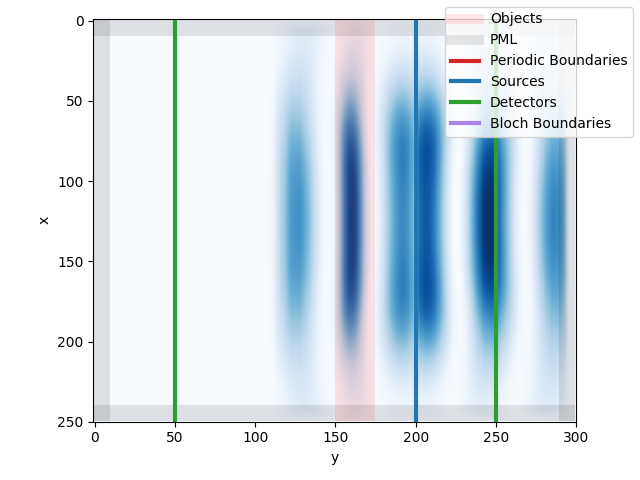 Objects
PML
Periodic Boundaries
Sources
Detectors
Bloch Boundaries
0
50
100
150
200
250
x
0
50
100
150
200
250
300
y